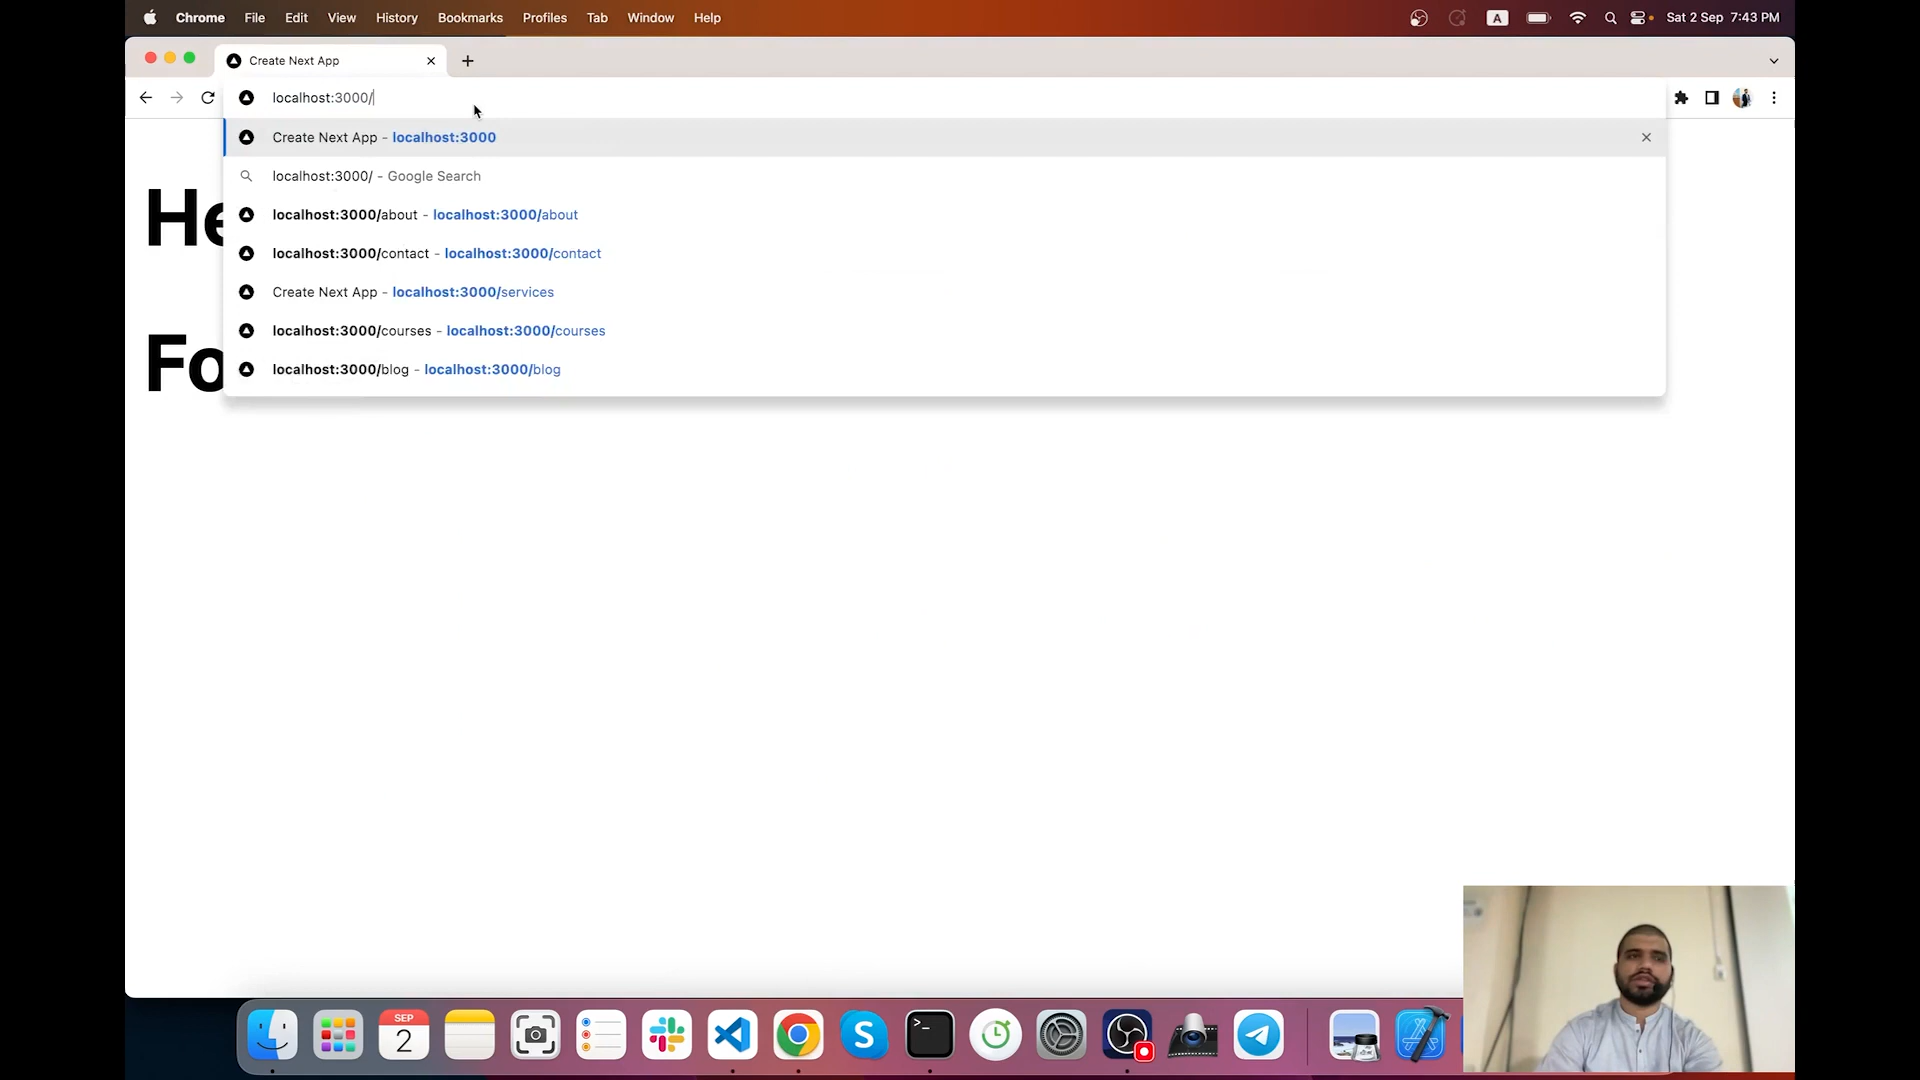 Chrome File Edit View History Bookmarks Profiles Tab Window Help A Sat 2 Sep 7:43 PM
Create Next App
localhost:3000/
Create Next App - localhost:3000
localhost:3000/ - Google Search
localhost:3000/about - localhost:3000/about
localhost:3000/contact - localhost:3000/contact
Create Next App - localhost:3000/services
localhost:3000/courses - localhost:3000/courses
localhost:3000/blog - localhost:3000/blog
He
Fo
SEP
2